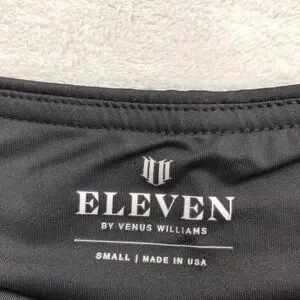 ELEVEN
BY VENUS WILLIAMS
SMALL | MADE IN USA